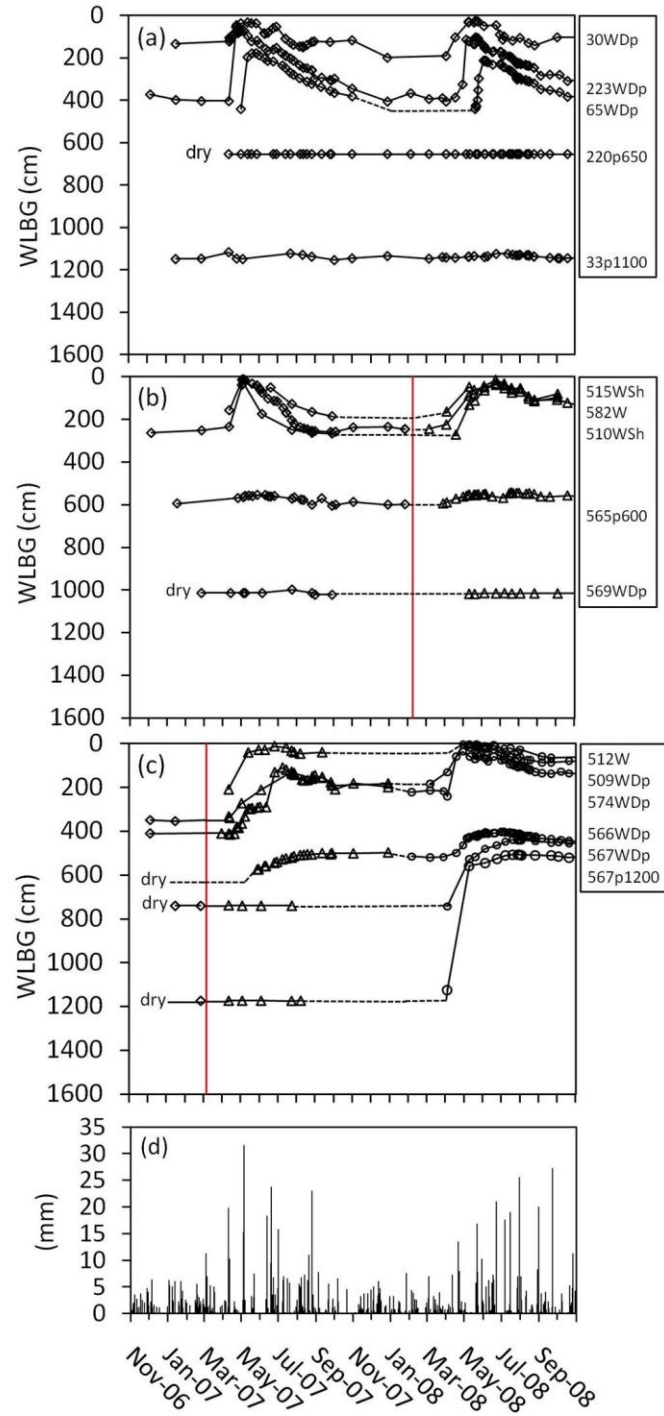 (a)
WLBG (cm)
0
200
400
600
800
1000
1200
1400
1600
dry
30WDp
223WDp
65WDp
220p650
33p1100
(b)
WLBG (cm)
0
200
400
600
800
1000
1200
1400
1600
dry
515WSh
582W
510WSh
565p600
569WDp
(c)
WLBG (cm)
0
200
400
600
800
1000
1200
1400
1600
dry
dry
dry
512W
509WDp
574WDp
566WDp
567WDp
567p1200
(d)
(mm)
35
30
25
20
15
10
5
0
Nov-06
Jan-07
Mar-07
May-07
Jul-07
Sep-07
Nov-07
Jan-08
Mar-08
May-08
Jul-08
Sep-08